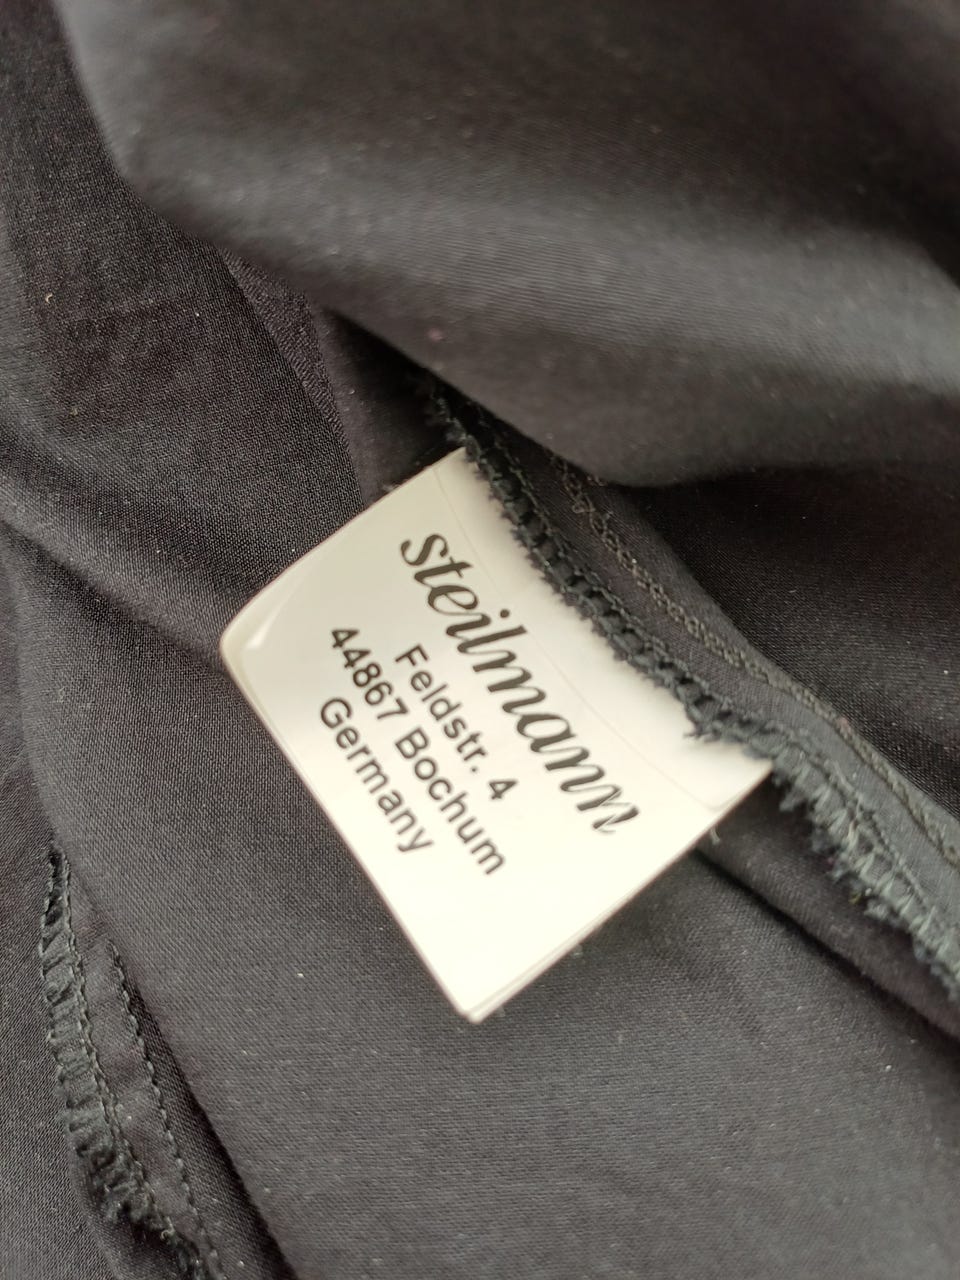 steilmann
Feldstr. 4
44867 Bochum
Germany